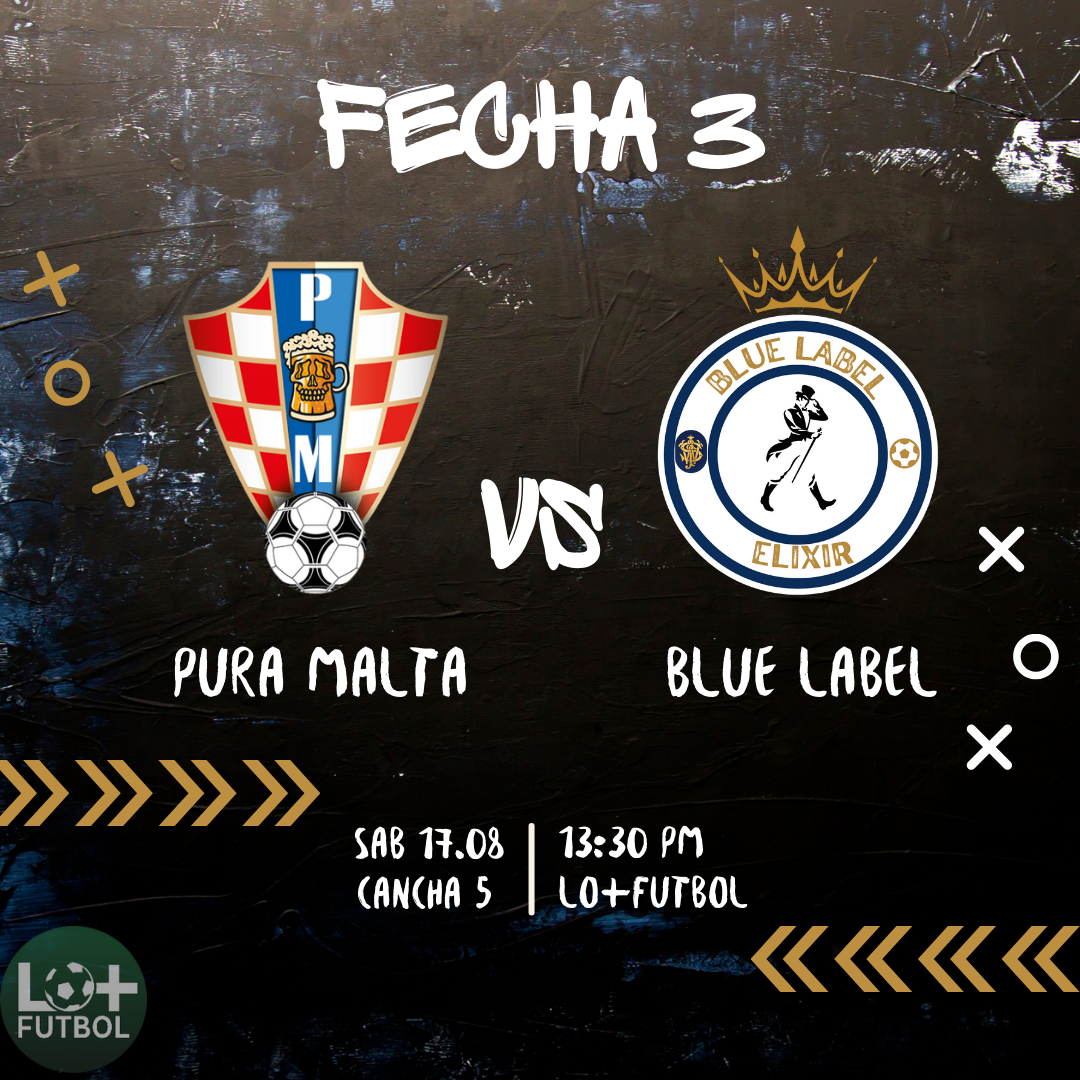 FECHA 3
P
M
BLUE LABEL
ELIXIR
VS
PURA MALTA
BLUE LABEL
SAB 17.08
13:30 PM
CANCHA 5
LO+FUTBOL
LO+
FUTBOL